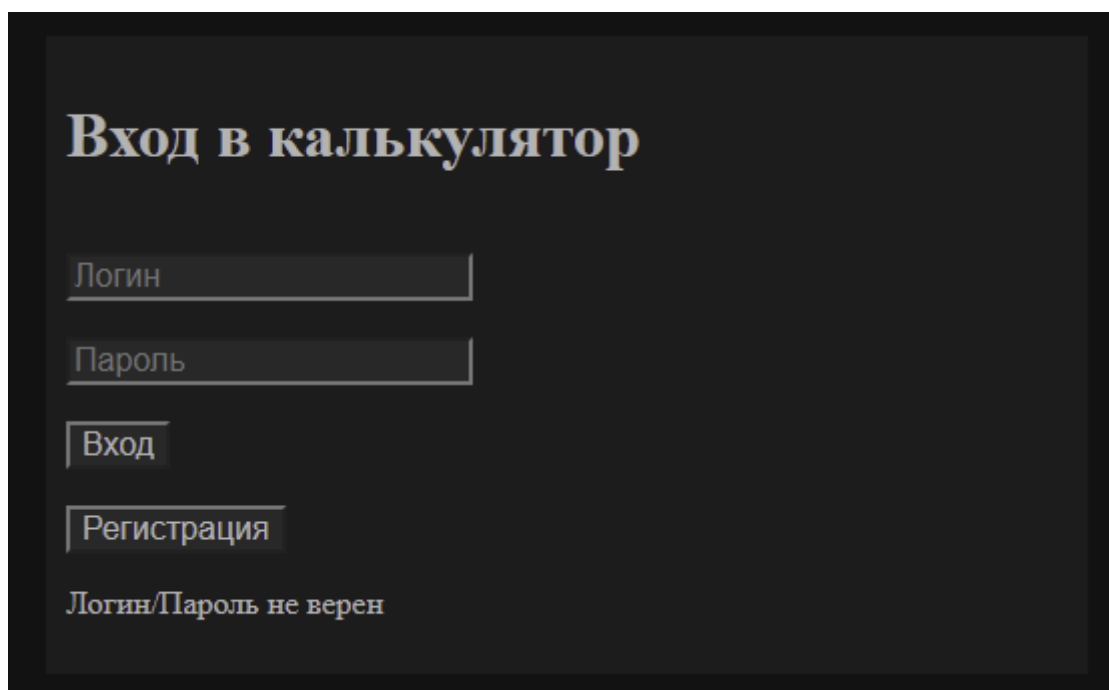 Вход в калькулятор
Логин
Пароль
Вход
Регистрация
Логин/Пароль не верен